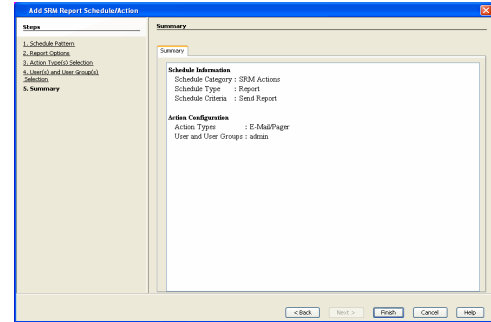 Add SRM Report Schedule/Action
Steps
1. Schedule Pattern
2. Report Options
3. Action Type(s) Selection
4. User(s) and User Group(s)
Selection
5. Summary
Summary
Summary
Schedule Information
Schedule Category : SRM Actions
Schedule Type : Report
Schedule Criteria : Send Report
Action Configuration
Action Types : E-Mail/Pager
User and User Groups : admin
< Back
Next >
Finish
Cancel
Help